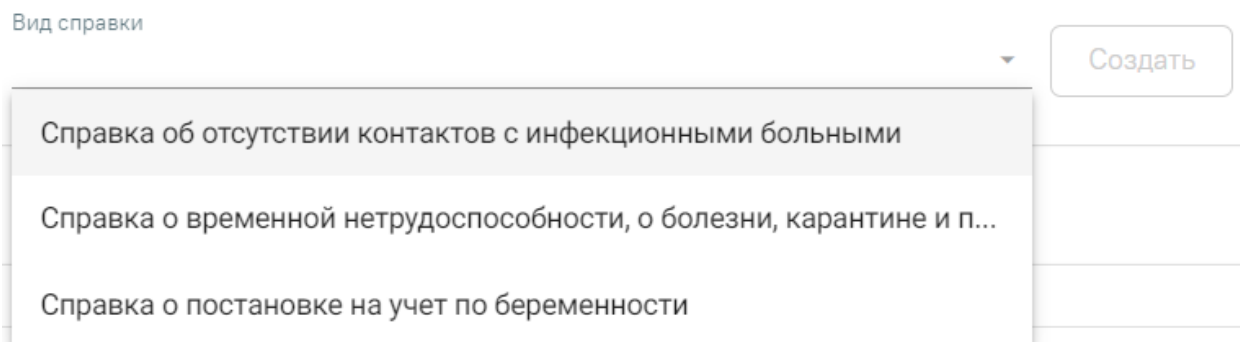 Вид справки
Создать
Справка об отсутствии контактов с инфекционными больными
Справка о временной нетрудоспособности, о болезни, карантине и п...
Справка о постановке на учет по беременности